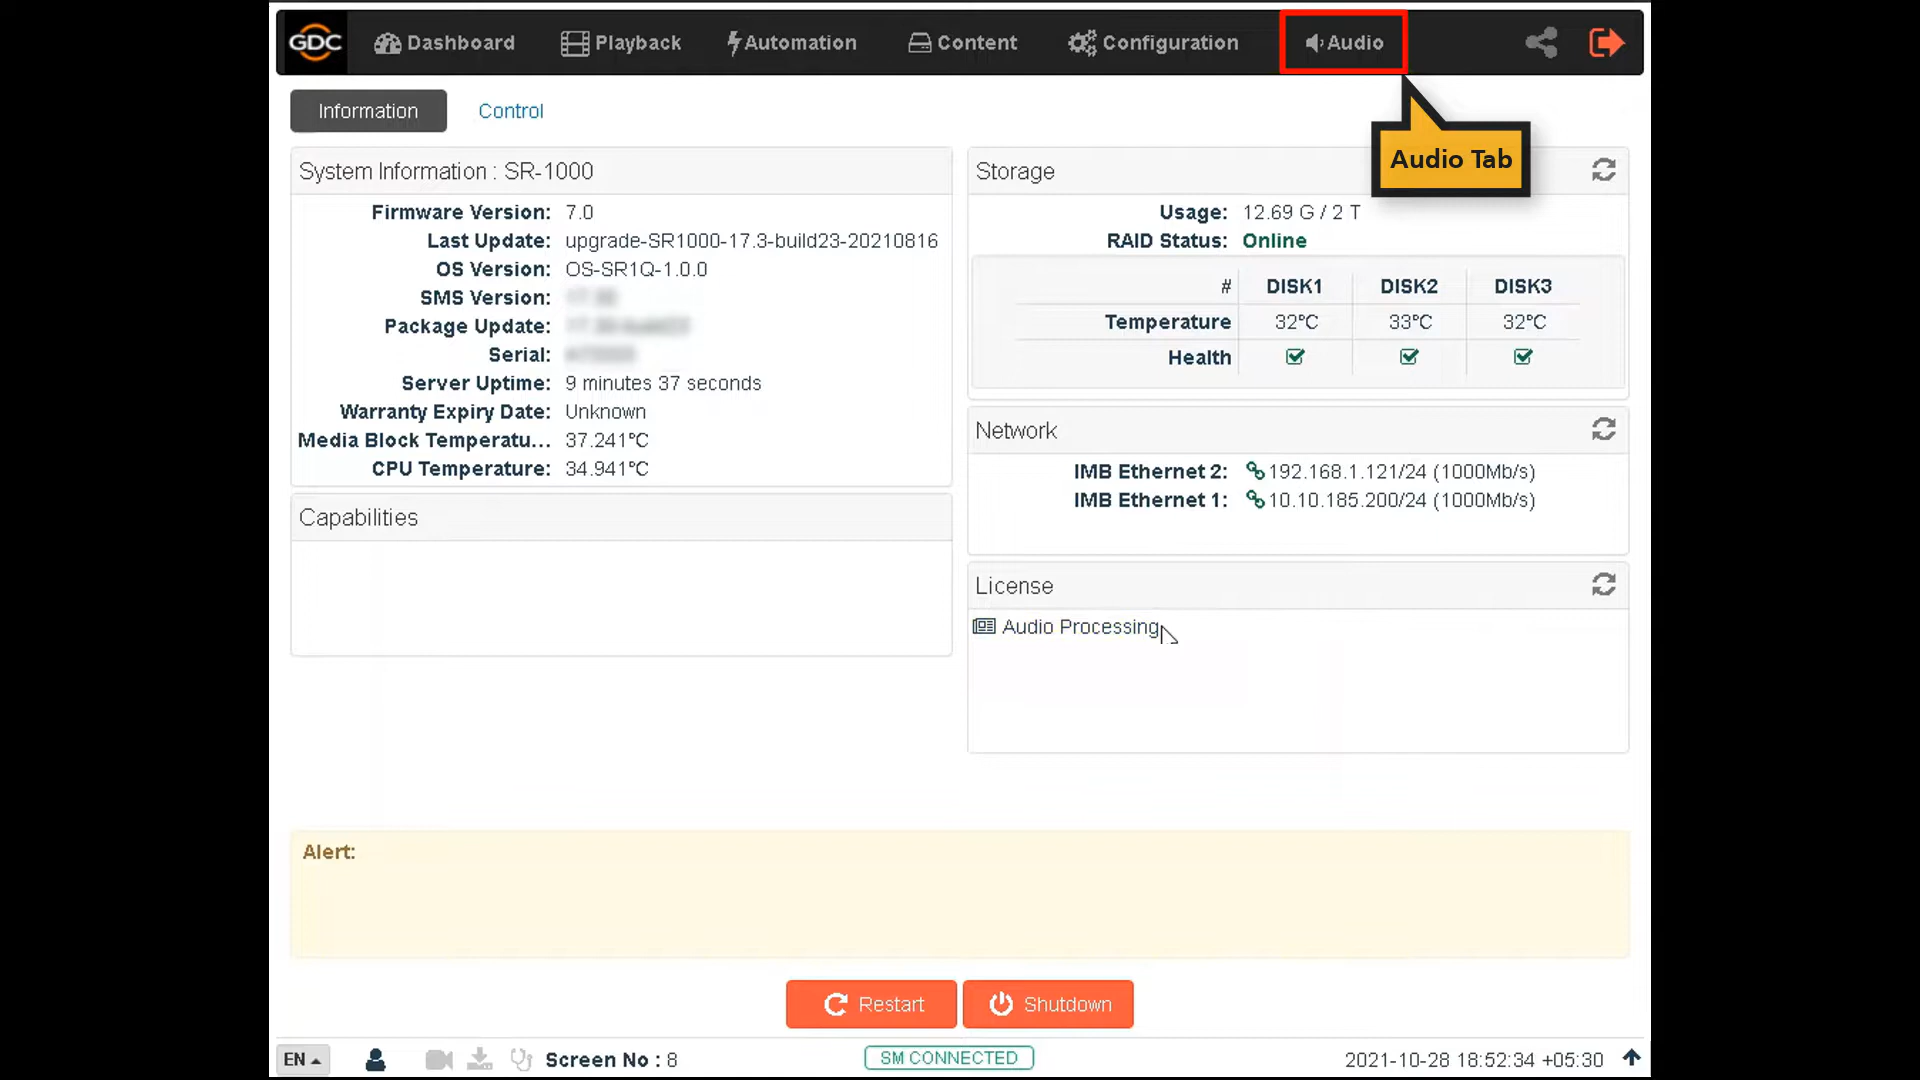 GDC Dashboard Playback Automation Content Configuration Audio
Audio Tab
Information Control
System Information : SR-1000
Firmware Version: 7.0
Last Update: upgrade-SR1000-17.3-build23-20210816
OS Version: OS-SR1Q-1.0.0
SMS Version:
Package Update:
Serial:
Server Uptime: 9 minutes 37 seconds
Warranty Expiry Date: Unknown
Media Block Temperatu... 37.241°C
CPU Temperature: 34.941°C
Capabilities
Storage
Usage: 12.69 G / 2 T
RAID Status: Online
# DISK1 DISK2 DISK3
Temperature 32°C 33°C 32°C
Health
Network
IMB Ethernet 2: 192.168.1.121/24 (1000Mb/s)
IMB Ethernet 1: 10.10.185.200/24 (1000Mb/s)
License
Audio Processing
Alert:
Restart Shutdown
EN Screen No : 8 SM CONNECTED 2021-10-28 18:52:34 +05:30